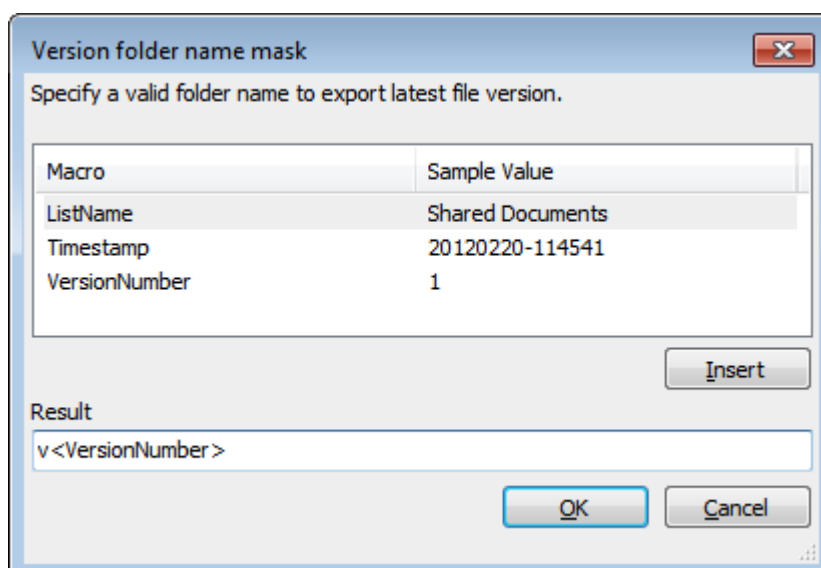 Version folder name mask
Specify a valid folder name to export latest file version.
Macro Sample Value
ListName Shared Documents
Timestamp 20120220-114541
VersionNumber 1
Insert
Result
v<VersionNumber>
OK Cancel